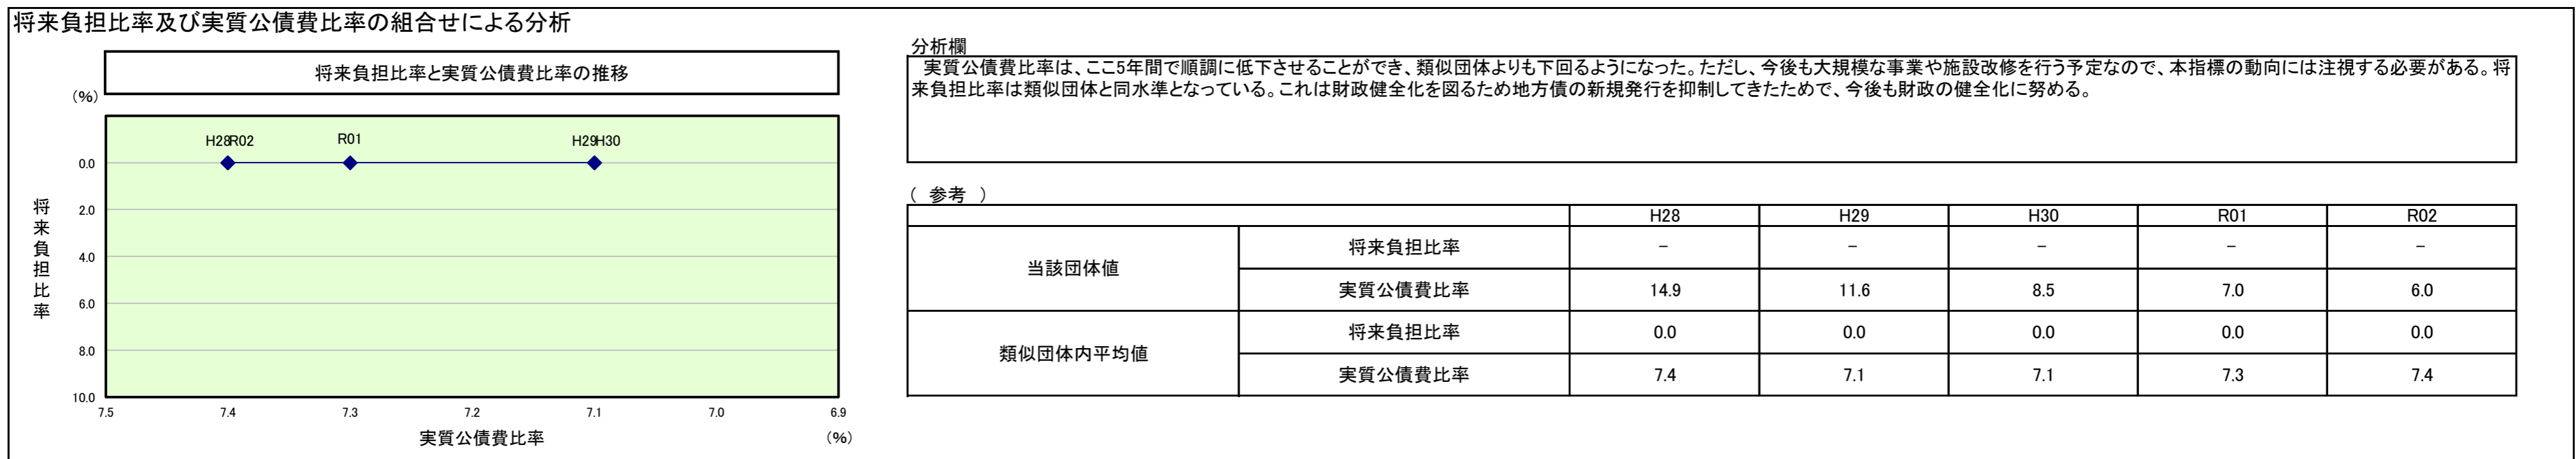 将来負担比率及び実質公債費比率の組合せによる分析
将来負担比率と実質公債費比率の推移
(%)
H28 R02 R01 H29 H30
0.0
2.0
4.0
6.0
8.0
10.0
将来負担比率
7.5 7.4 7.3 7.2 7.1 7.0 6.9
実質公債費比率 (%)
分析欄
実質公債費比率は、ここ5年間で順調に低下させることができ、類似団体よりも下回るようになった。ただし、今後も大規模な事業や施設改修を行う予定なので、本指標の動向には注視する必要がある。将
来負担比率は類似団体と同水準となっている。これは財政健全化を図るため地方債の新規発行を抑制してきたためで、今後も財政の健全化に努める。
( 参考 )
H28 H29 H30 R01 R02
当該団体値
将来負担比率 － － － － －
実質公債費比率 14.9 11.6 8.5 7.0 6.0
類似団体内平均値
将来負担比率 0.0 0.0 0.0 0.0 0.0
実質公債費比率 7.4 7.1 7.1 7.3 7.4